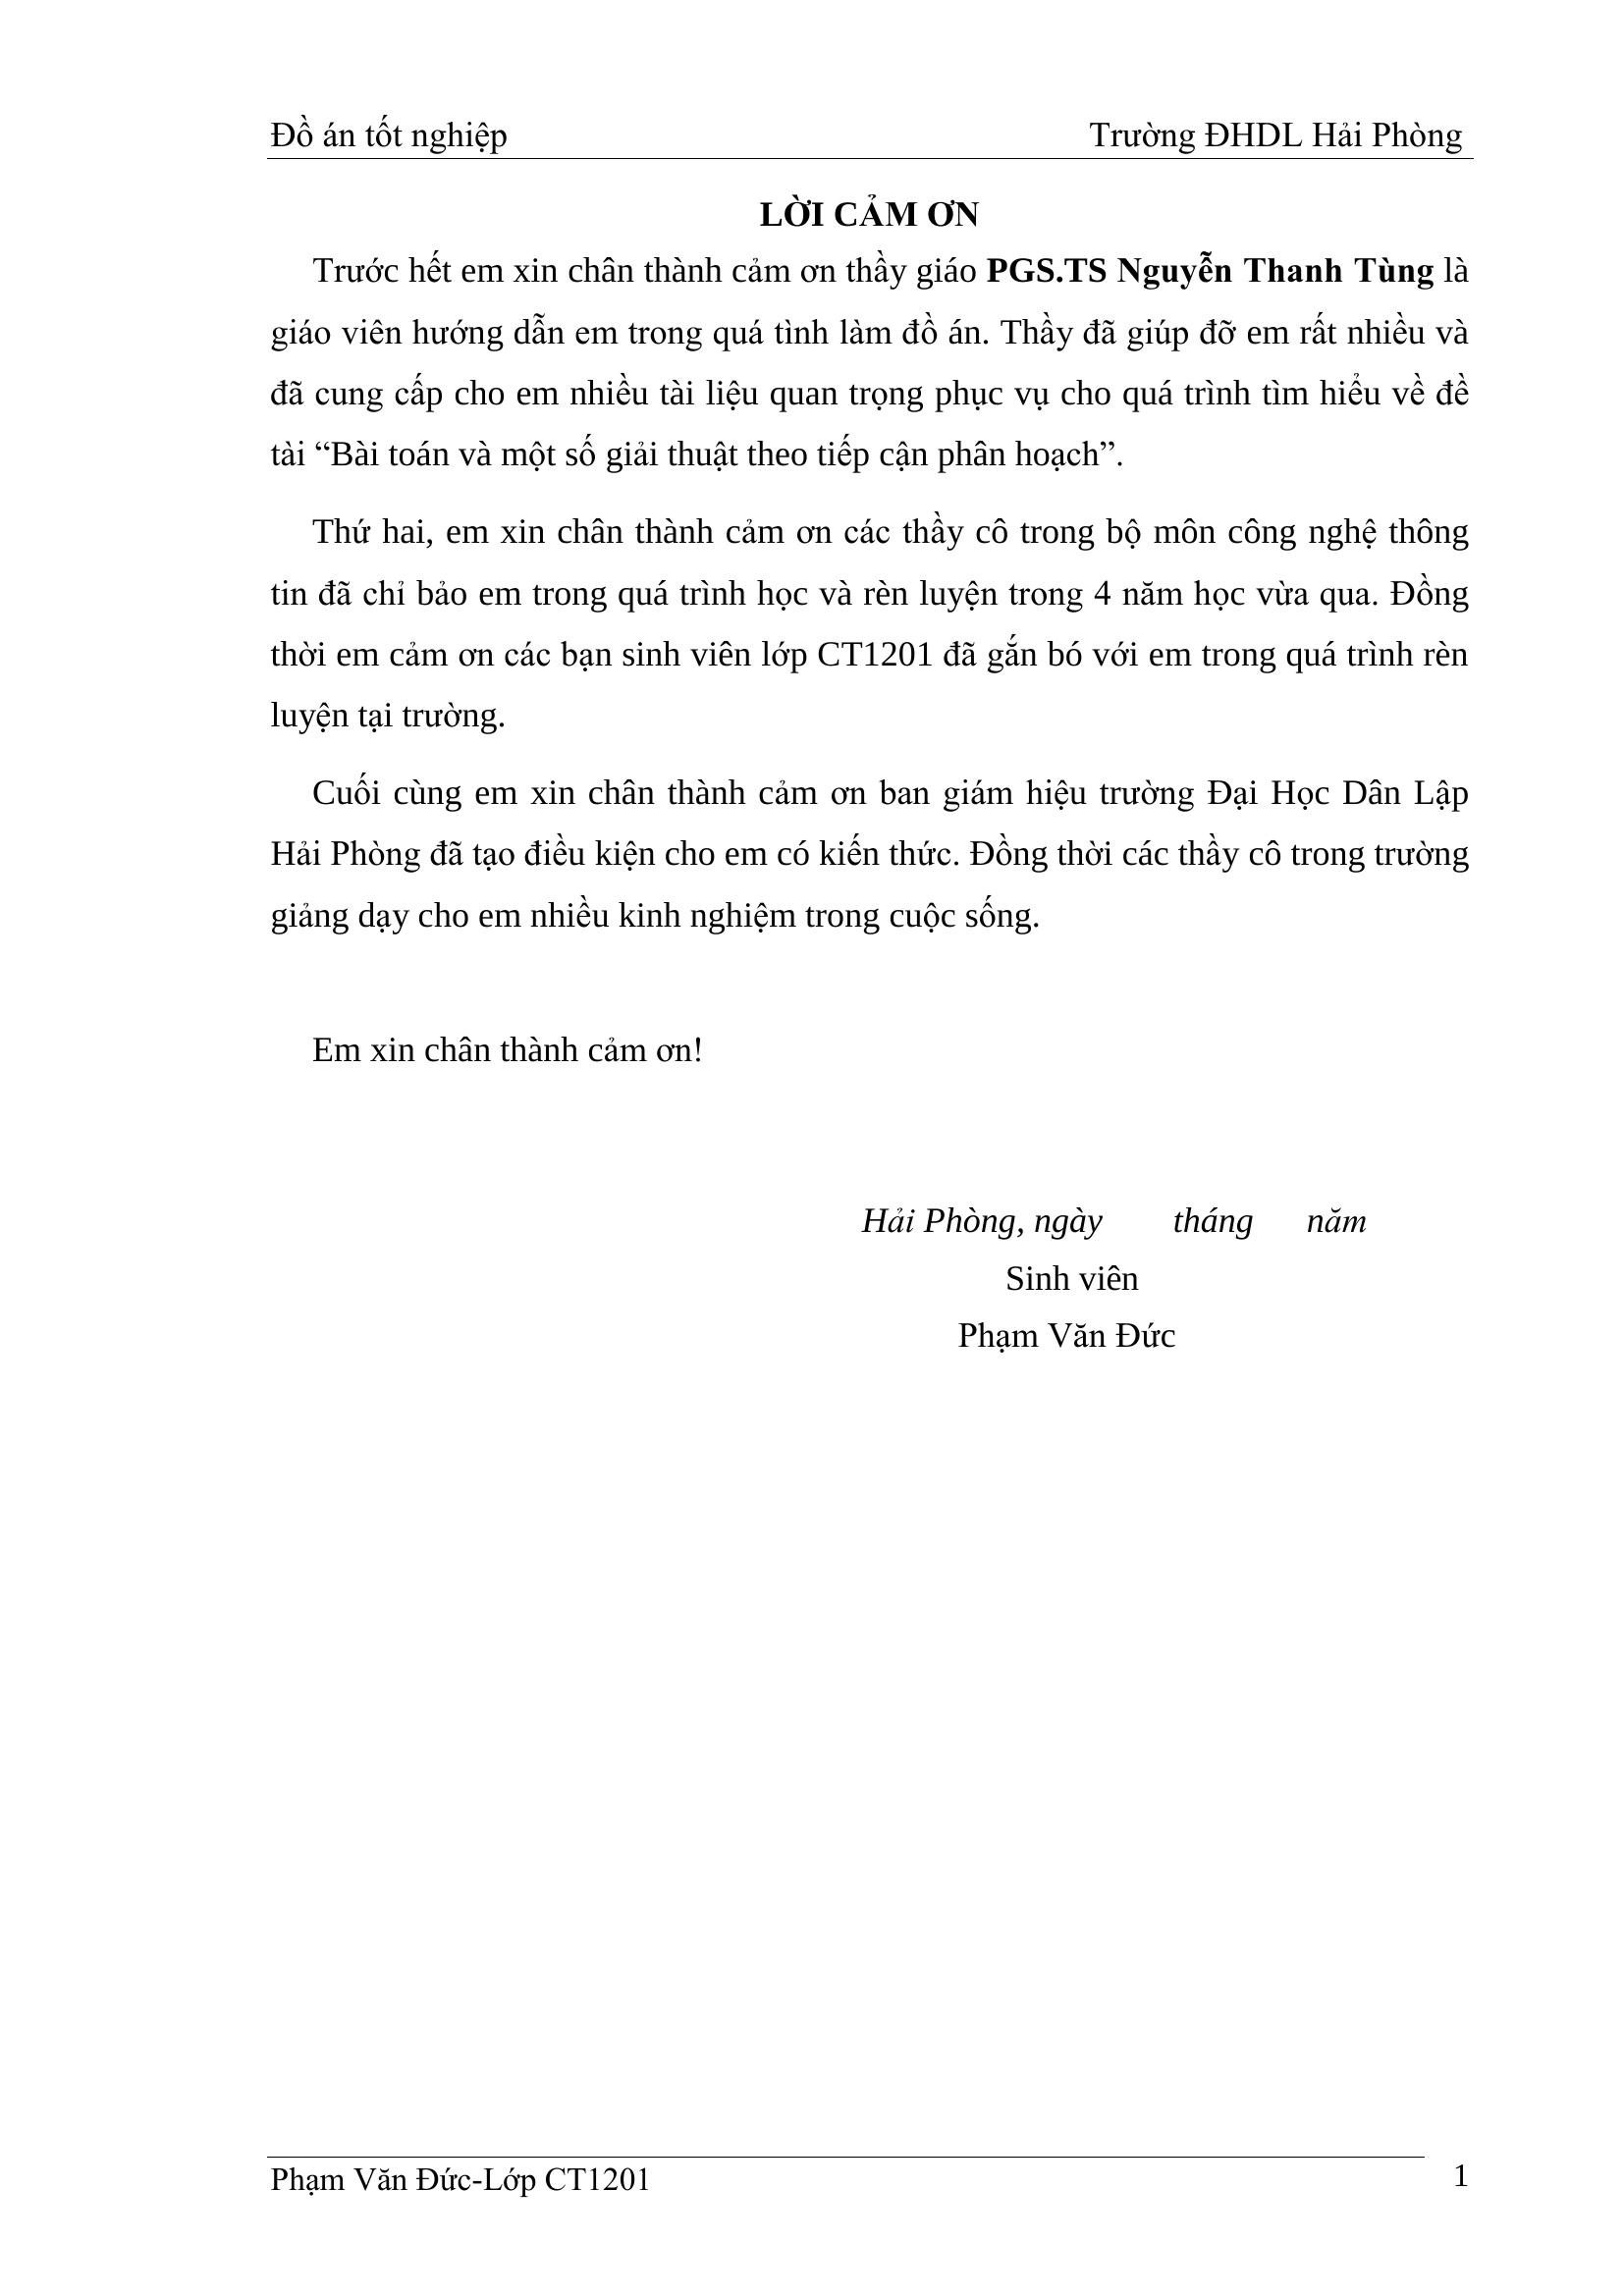 Đồ án tốt nghiệp Trường ĐHDL Hải Phòng
LỜI CẢM ƠN
Trước hết em xin chân thành cảm ơn thầy giáo PGS.TS Nguyễn Thanh Tùng là
giáo viên hướng dẫn em trong quá tình làm đồ án. Thầy đã giúp đỡ em rất nhiều và
đã cung cấp cho em nhiều tài liệu quan trọng phục vụ cho quá trình tìm hiểu về đề
tài “Bài toán và một số giải thuật theo tiếp cận phân hoạch”.
Thứ hai, em xin chân thành cảm ơn các thầy cô trong bộ môn công nghệ thông
tin đã chỉ bảo em trong quá trình học và rèn luyện trong 4 năm học vừa qua. Đồng
thời em cảm ơn các bạn sinh viên lớp CT1201 đã gắn bó với em trong quá trình rèn
luyện tại trường.
Cuối cùng em xin chân thành cảm ơn ban giám hiệu trường Đại Học Dân Lập
Hải Phòng đã tạo điều kiện cho em có kiến thức. Đồng thời các thầy cô trong trường
giảng dạy cho em nhiều kinh nghiệm trong cuộc sống.
Em xin chân thành cảm ơn!
Hải Phòng, ngày tháng năm
Sinh viên
Phạm Văn Đức
Phạm Văn Đức-Lớp CT1201 1